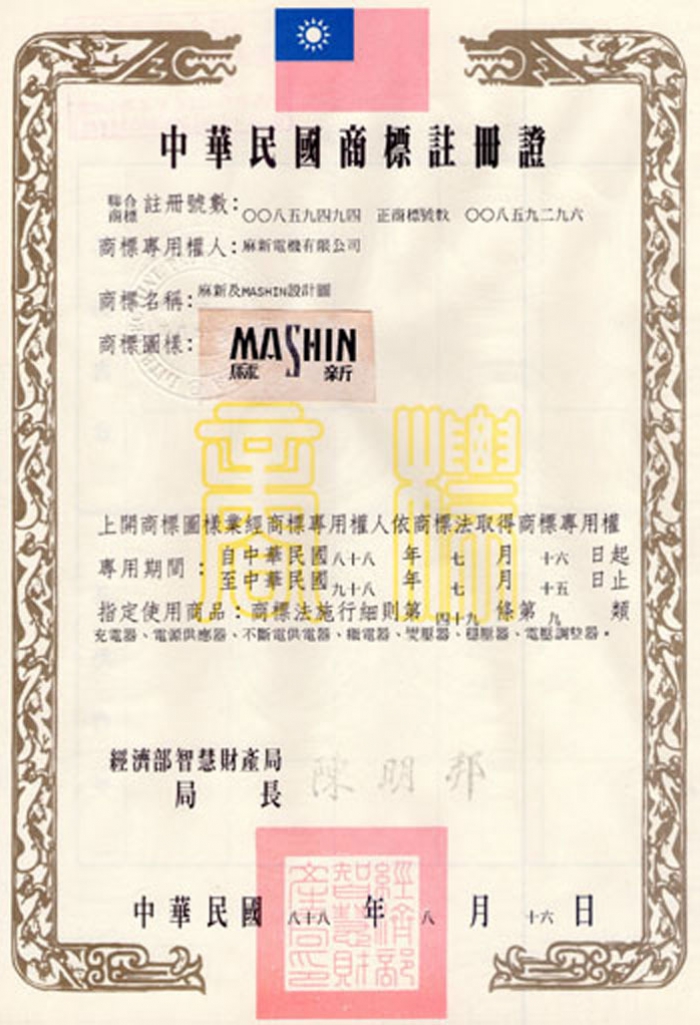 中華民國商標註冊證
聯合商標 註冊號數：〇〇八五九四九四 正商標號數 〇〇八五九二九六
商標專用權人：麻新電機有限公司
商標名稱：麻新及MASHIN設計圖
商標圖樣：
MASHIN
麻新
商標
上開商標圖樣業經商標專用權人依商標法取得商標專用權
專用期間：自中華民國八十八年七月十六日起
至中華民國九十八年七月十五日止
指定使用商品：商標法施行細則第四十九條第九類
充電器、電源供應器、不斷電供電器、繼電器、變壓器、穩壓器、電壓調整器。
經濟部智慧財產局
局長 陳明邦
中華民國八十八年八月十六日
經濟部智慧財產局印